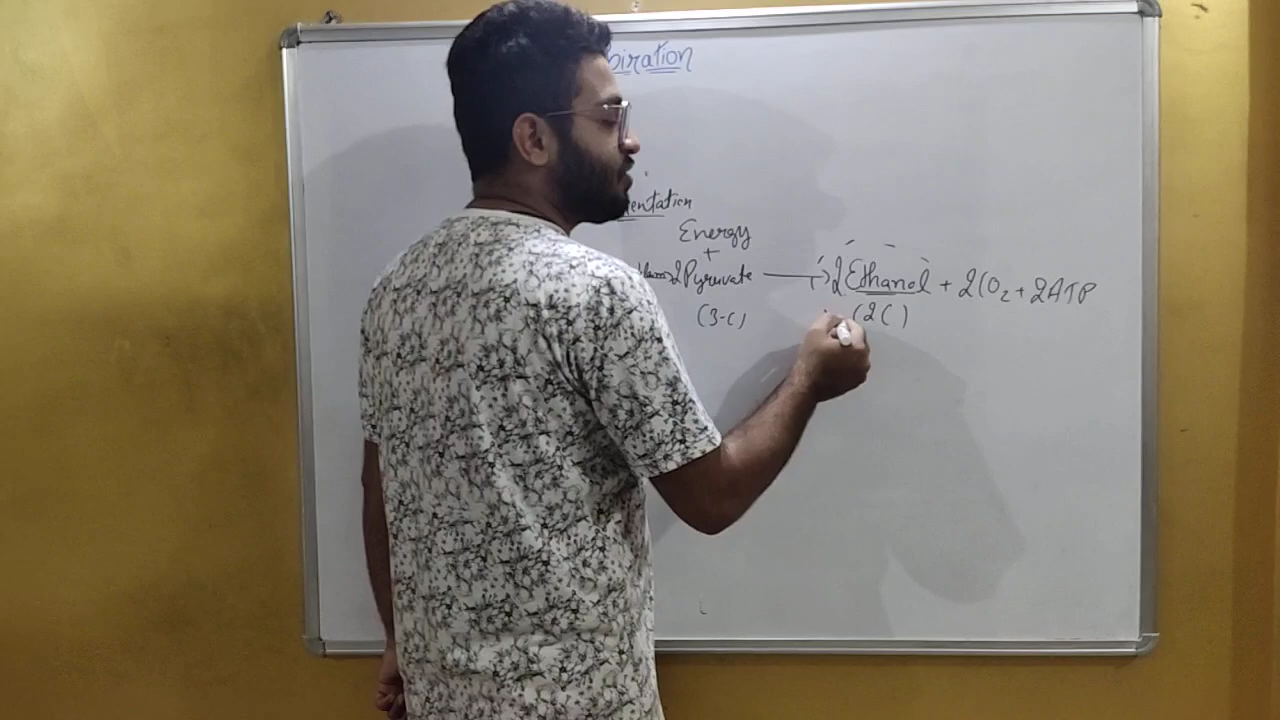 piration
entation
Energy
+
2Pyruvate → 2Ethanol + 2CO₂ + 2ATP
(3-C) (2C)